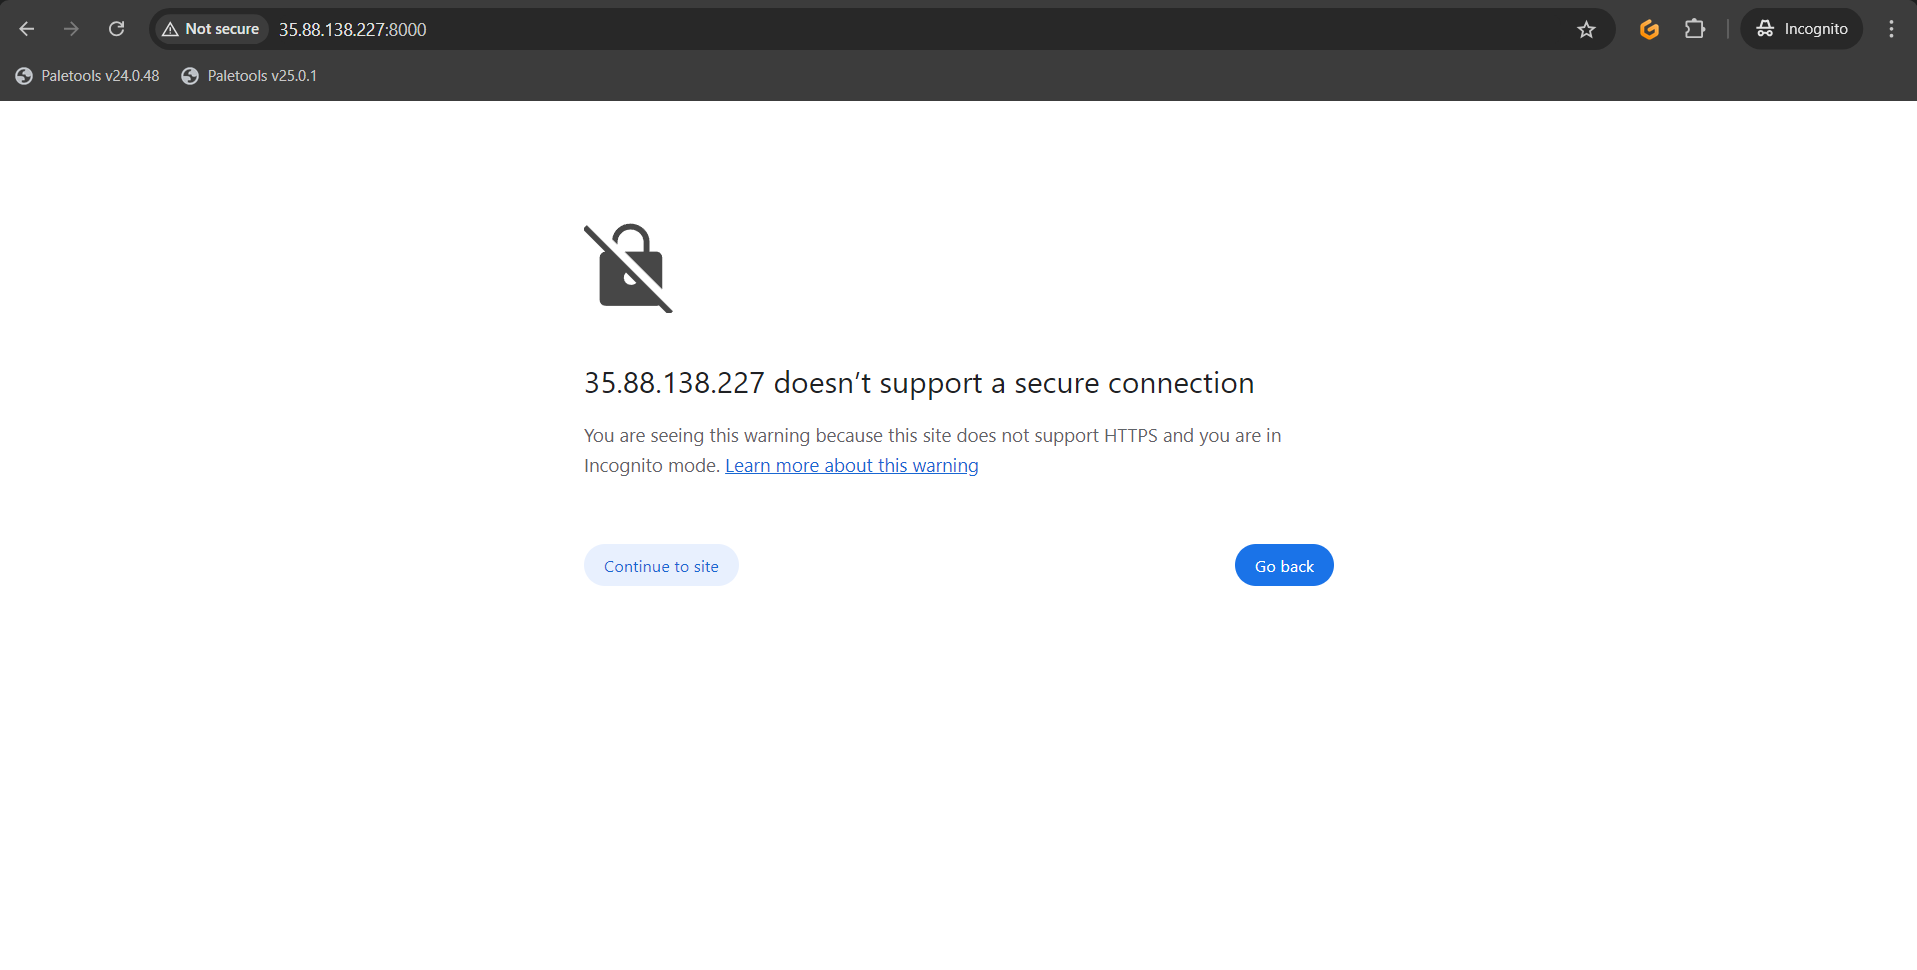 Not secure 35.88.138.227:8000 Incognito
Paletools v24.0.48 Paletools v25.0.1
35.88.138.227 doesn’t support a secure connection
You are seeing this warning because this site does not support HTTPS and you are in
Incognito mode. Learn more about this warning
Continue to site Go back